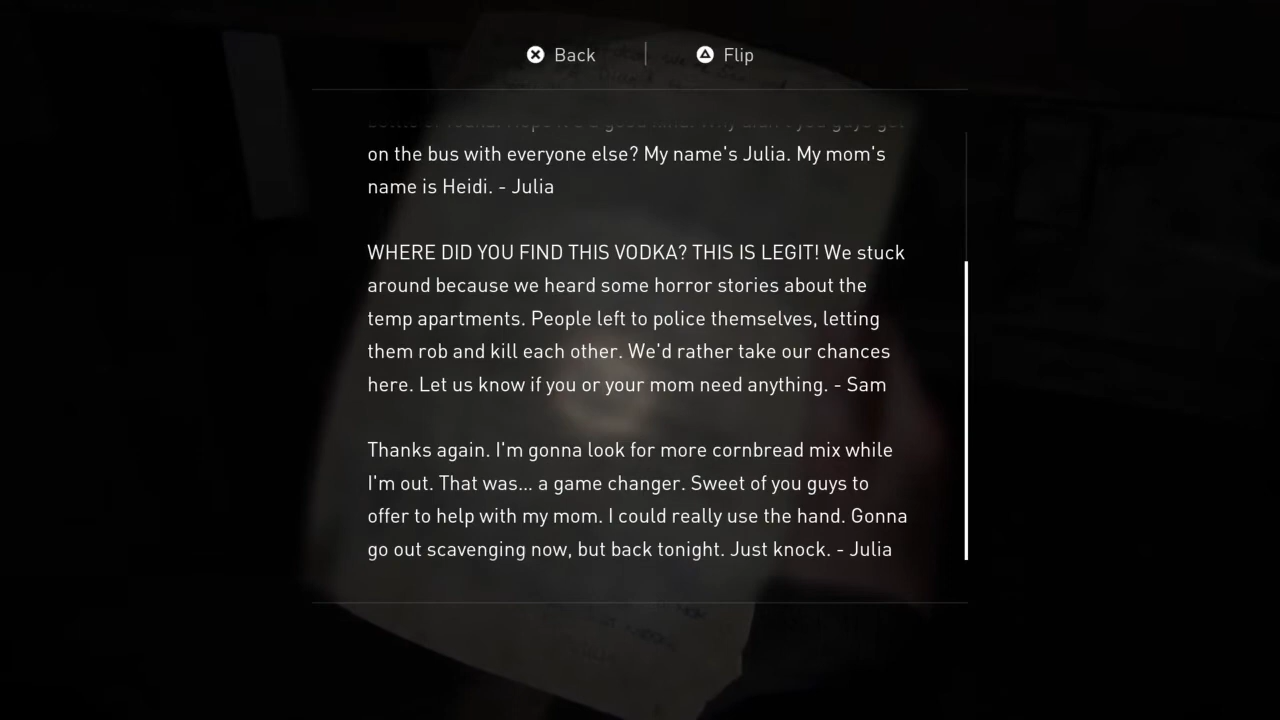 Back
Flip
on the bus with everyone else? My name's Julia. My mom's
name is Heidi. - Julia
WHERE DID YOU FIND THIS VODKA? THIS IS LEGIT! We stuck
around because we heard some horror stories about the
temp apartments. People left to police themselves, letting
them rob and kill each other. We'd rather take our chances
here. Let us know if you or your mom need anything. - Sam
Thanks again. I'm gonna look for more cornbread mix while
I'm out. That was... a game changer. Sweet of you guys to
offer to help with my mom. I could really use the hand. Gonna
go out scavenging now, but back tonight. Just knock. - Julia